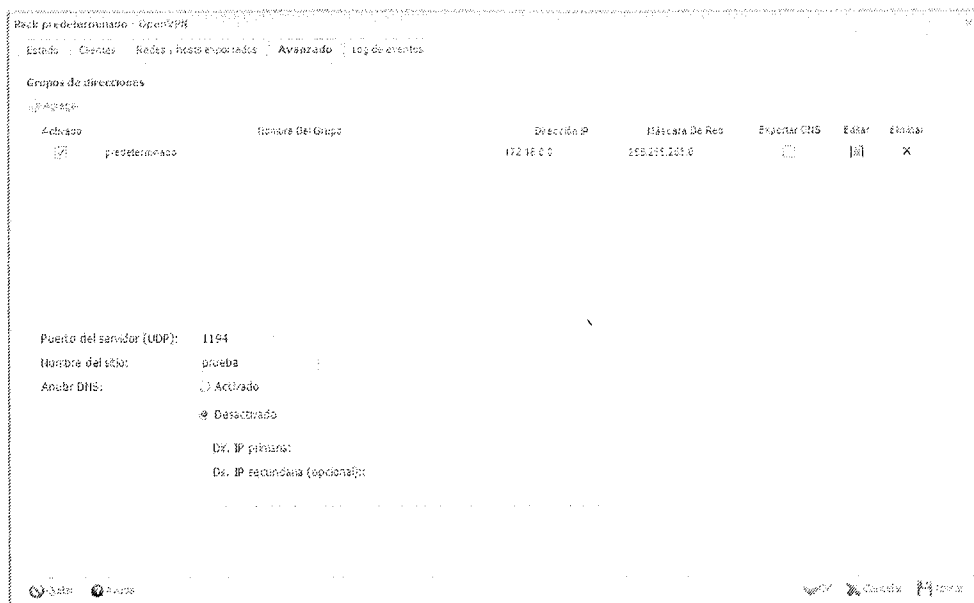 Rack predeterminado - OpenVPN
Estado Clientes Redes y hosts exportados Avanzado Log de eventos
Grupos de direcciones
Agregar
Activado Nombre Del Grupo Dirección IP Máscara De Red Exportar DNS Editar Eliminar
predeterminado 172.16.0.0 255.255.255.0
Puerto del servidor (UDP): 1194
Nombre del sitio: prueba
Anular DNS: Activado
Desactivado
Dir. IP primaria:
Dir. IP secundaria (opcional):
Salir Ayuda OK Cancelar